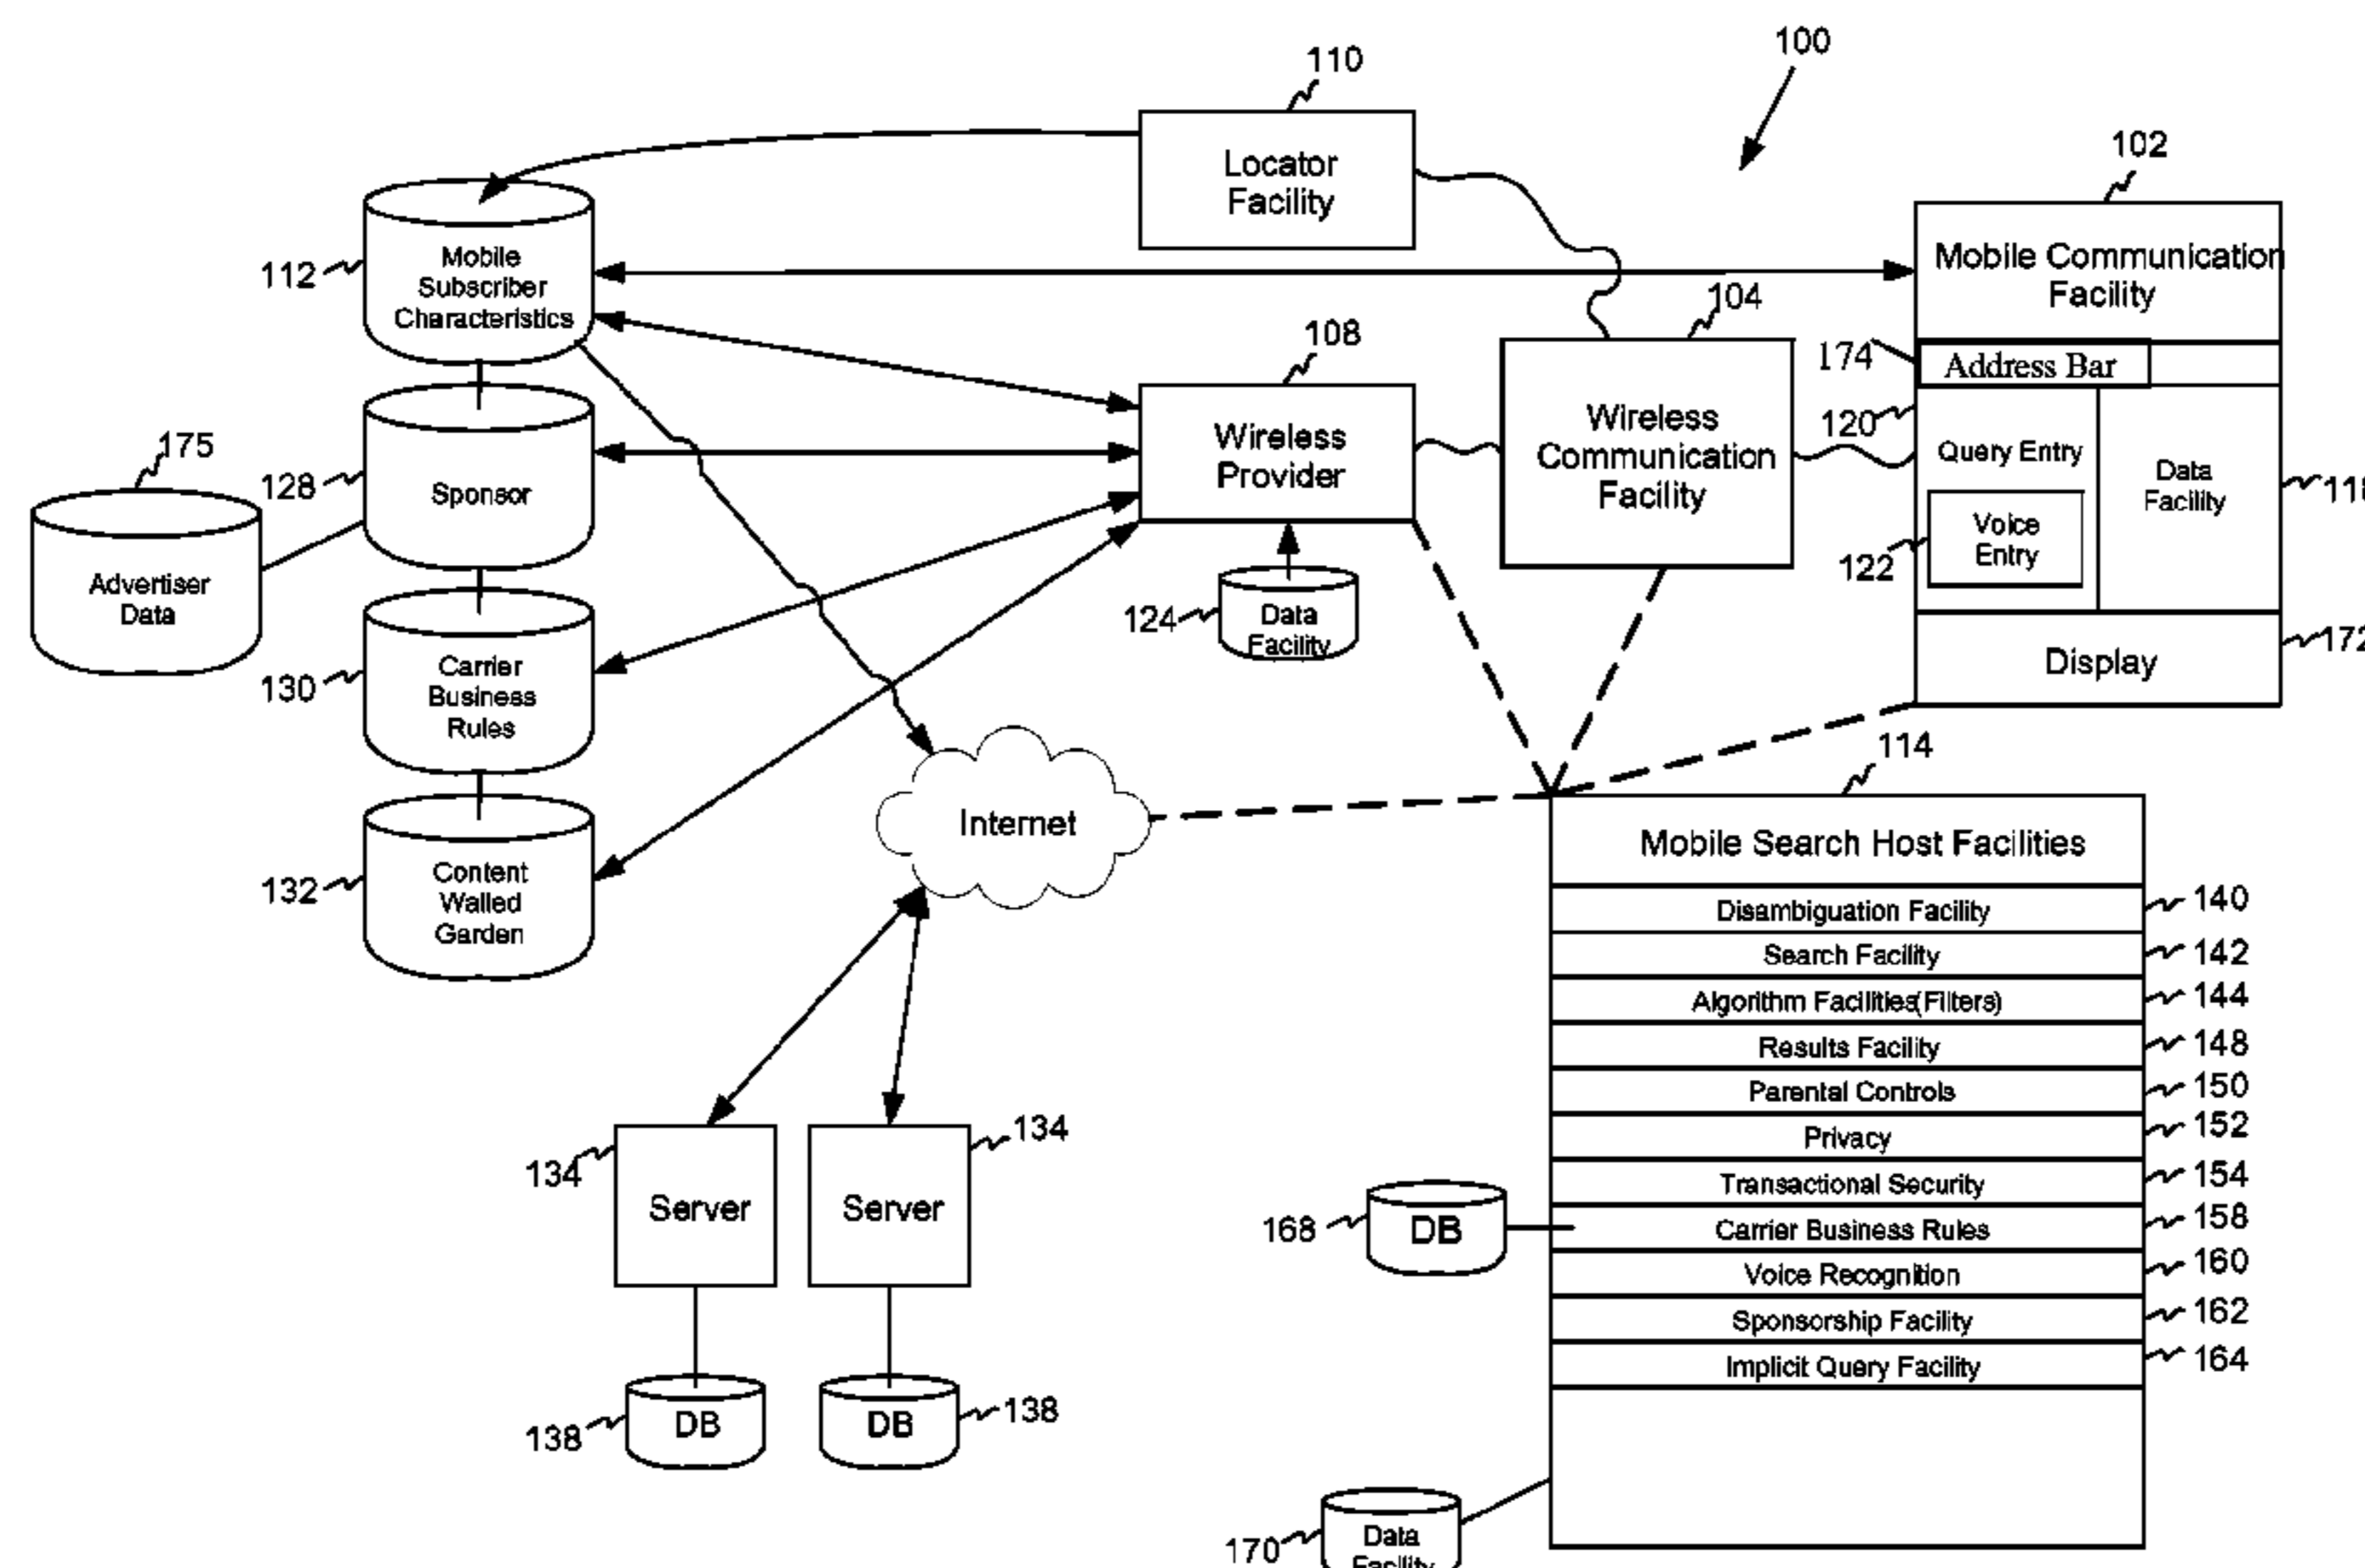 100
110
Locator
Facility
102
Mobile Communication
Facility
112
Mobile
Subscriber
Characteristics
104
Wireless
Communication
Facility
108
Wireless
Provider
174
Address Bar
120
Query Entry
Data
Facility
122
Voice
Entry
172
Display
175
Advertiser
Data
128
Sponsor
124
Data
Facility
130
Carrier
Business
Rules
132
Content
Walled
Garden
Internet
114
Mobile Search Host Facilities
Disambiguation Facility
140
Search Facility
142
Algorithm Facilities(Filters)
144
Results Facility
148
Parental Controls
150
Privacy
152
Transactional Security
154
168
DB
Carrier Business Rules
158
Voice Recognition
160
Sponsorship Facility
162
Implicit Query Facility
164
134
Server
134
Server
138
DB
138
DB
170
Data
Facility